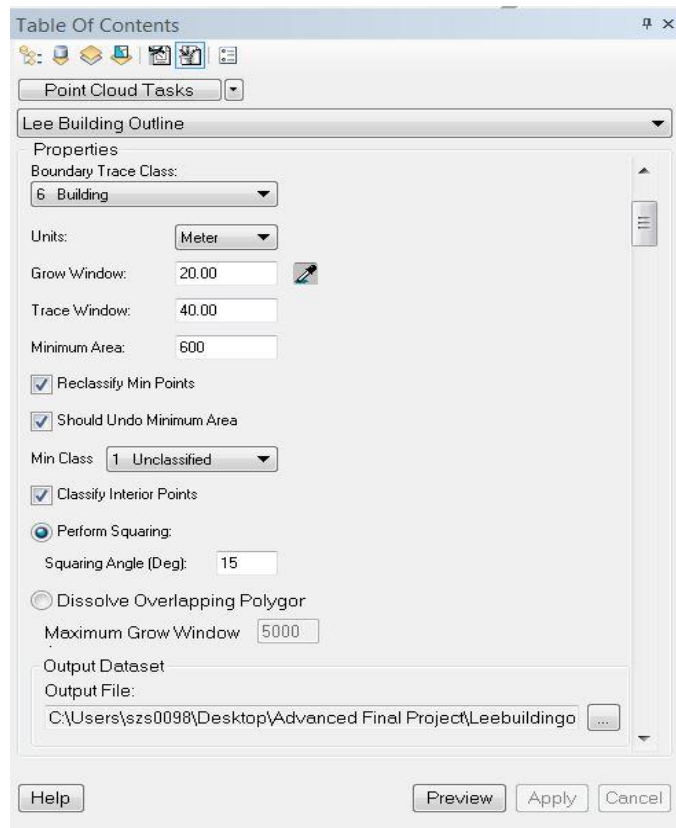 Table Of Contents
Point Cloud Tasks
Lee Building Outline
Properties
Boundary Trace Class:
6 Building
Units: Meter
Grow Window: 20.00
Trace Window: 40.00
Minimum Area: 600
Reclassify Min Points
Should Undo Minimum Area
Min Class 1 Unclassified
Classify Interior Points
Perform Squaring:
Squaring Angle (Deg): 15
Dissolve Overlapping Polygor
Maximum Grow Window 5000
Output Dataset
Output File:
C:\Users\szs0098\Desktop\Advanced Final Project\Leebuildingo ...
Help Preview Apply Cancel